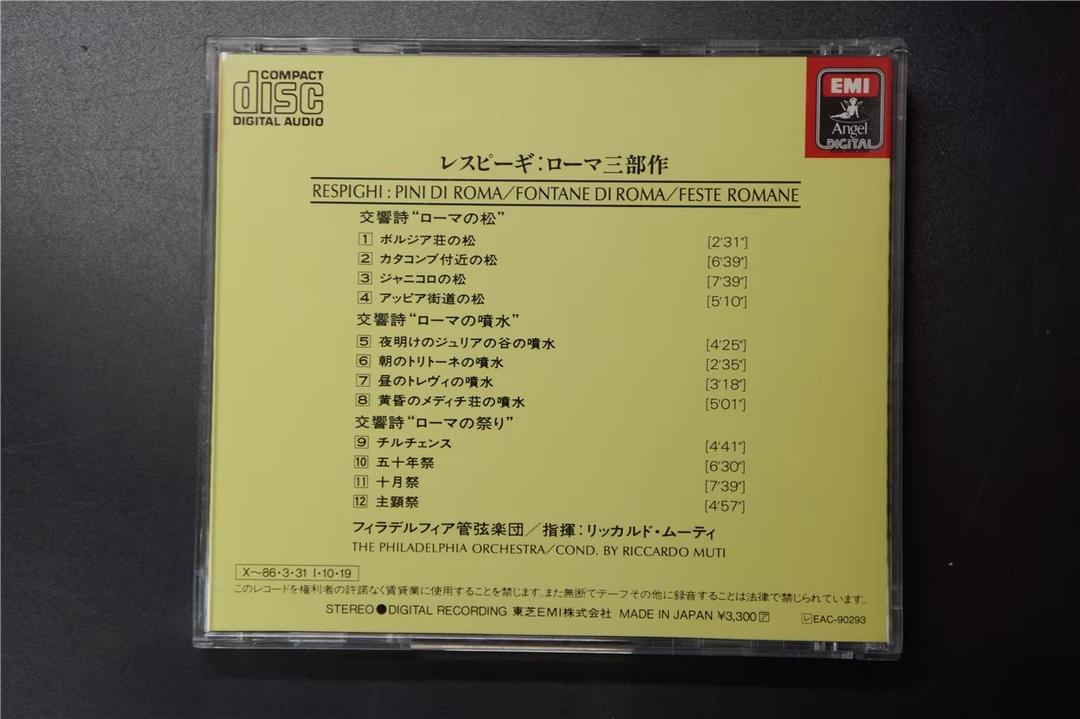 COMPACT
disc
DIGITAL AUDIO
EMI
Angel
DIGITAL
レスピーギ：ローマ三部作
RESPIGHI : PINI DI ROMA/FONTANE DI ROMA/FESTE ROMANE
交響詩“ローマの松”
1 ボルジア荘の松 [2'31"]
2 カタコンブ付近の松 [6'39"]
3 ジャニコロの松 [7'39"]
4 アッピア街道の松 [5'10"]
交響詩“ローマの噴水”
5 夜明けのジュリアの谷の噴水 [4'25"]
6 朝のトリトーネの噴水 [2'35"]
7 昼のトレヴィの噴水 [3'18"]
8 黄昏のメディチ荘の噴水 [5'01"]
交響詩“ローマの祭り”
9 チルチェンス [4'41"]
10 五十年祭 [6'30"]
11 十月祭 [7'39"]
12 主顕祭 [4'57"]
フィラデルフィア管弦楽団／指揮：リッカルド・ムーティ
THE PHILADELPHIA ORCHESTRA/COND. BY RICCARDO MUTI
X〜86・3・31 I・10・19
このレコードを権利者の許諾なく賃貸業に使用することを禁じます。また無断でテープその他に録音することは法律で禁じられています。
STEREO●DIGITAL RECORDING 東芝EMI株式会社 MADE IN JAPAN ¥3,300 ア レ EAC-90293